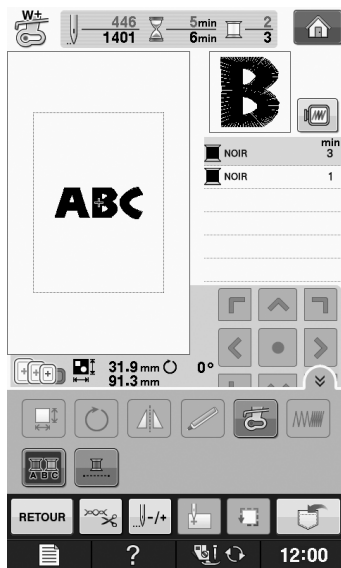 W+
446 5min 2
1401 6min 3
B
min
NOIR 3
NOIR 1
ABC
31.9 mm 0°
91.3 mm
ABC
RETOUR -/+
? 12:00